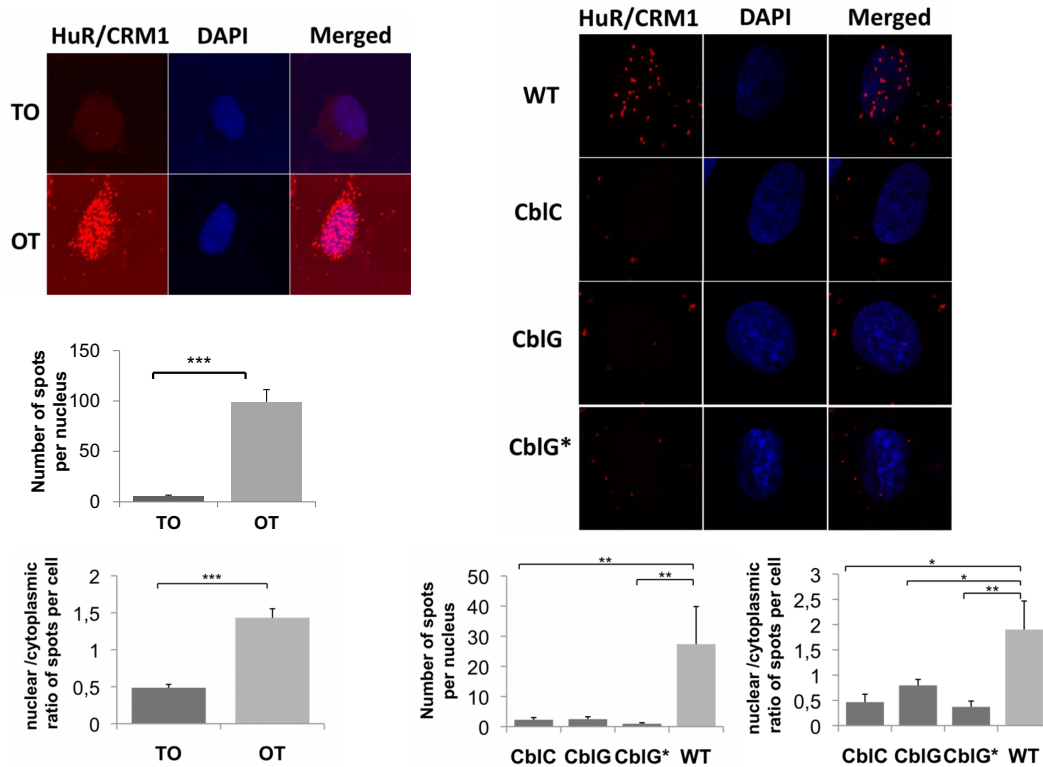 HuR/CRM1 DAPI Merged
TO
OT
HuR/CRM1 DAPI Merged
WT
CblC
CblG
CblG*
Number of spots
per nucleus
150
100
50
0
***
TO OT
nuclear /cytoplasmic
ratio of spots per cell
2
1,5
1
0,5
0
***
TO OT
Number of spots
per nucleus
50
40
30
20
10
0
**
**
CblC CblG CblG* WT
nuclear /cytoplasmic
ratio of spots per cell
3
2,5
2
1,5
1
0,5
0
*
*
**
CblC CblG CblG* WT